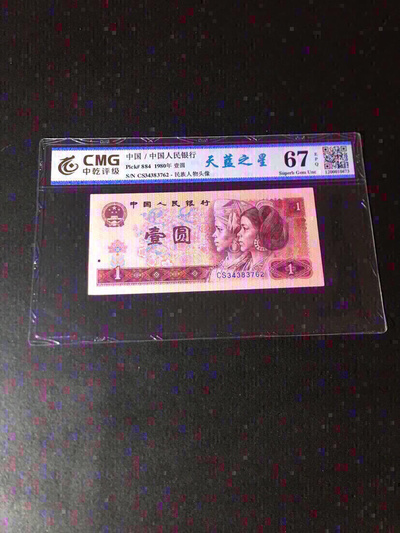 CMG
中乾评级
中国 / 中国人民银行
Pick# 884 1980年 壹圆
S/N CS34383762 - 民族人物头像
天蓝之星
67 EPQ
Superb Gem Unc
中国人民银行
壹圆
1
1
1
CS34383762